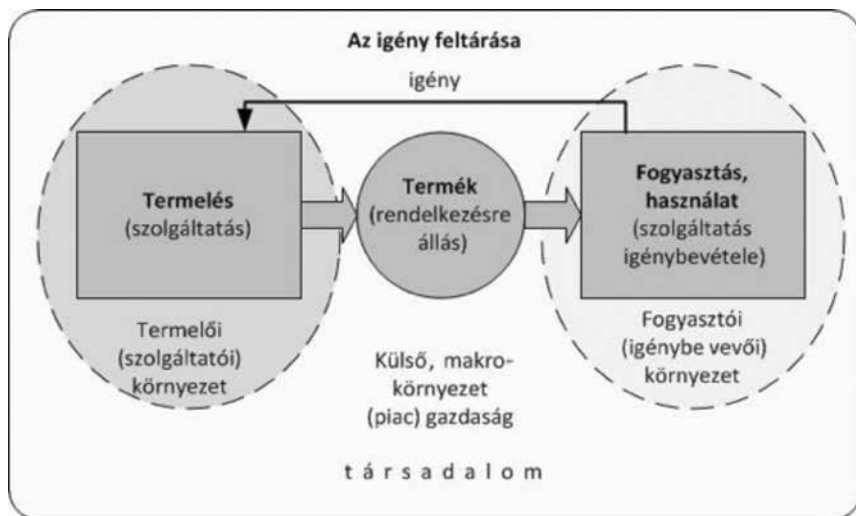 Az igény feltárása
igény
Termelés
(szolgáltatás)
Termék
(rendelkezésre
állás)
Fogyasztás,
használat
(szolgáltatás
igénybevétele)
Termelői
(szolgáltatói)
környezet
Külső, makro-
környezet
(piac) gazdaság
Fogyasztói
(igénybe vevői)
környezet
t á r s a d a l o m